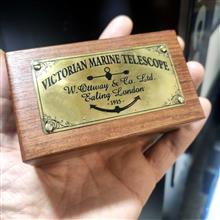 VICTORIAN MARINE TELESCOPE
W. Ottway & Co. Ltd.
Ealing London
-1915-